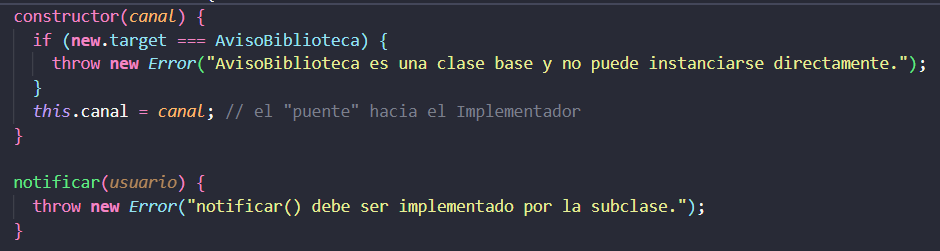 constructor(canal) {
if (new.target === AvisoBiblioteca) {
throw new Error("AvisoBiblioteca es una clase base y no puede instanciarse directamente.");
}
this.canal = canal; // el "puente" hacia el Implementador
}
notificar(usuario) {
throw new Error("notificar() debe ser implementado por la subclase.");
}